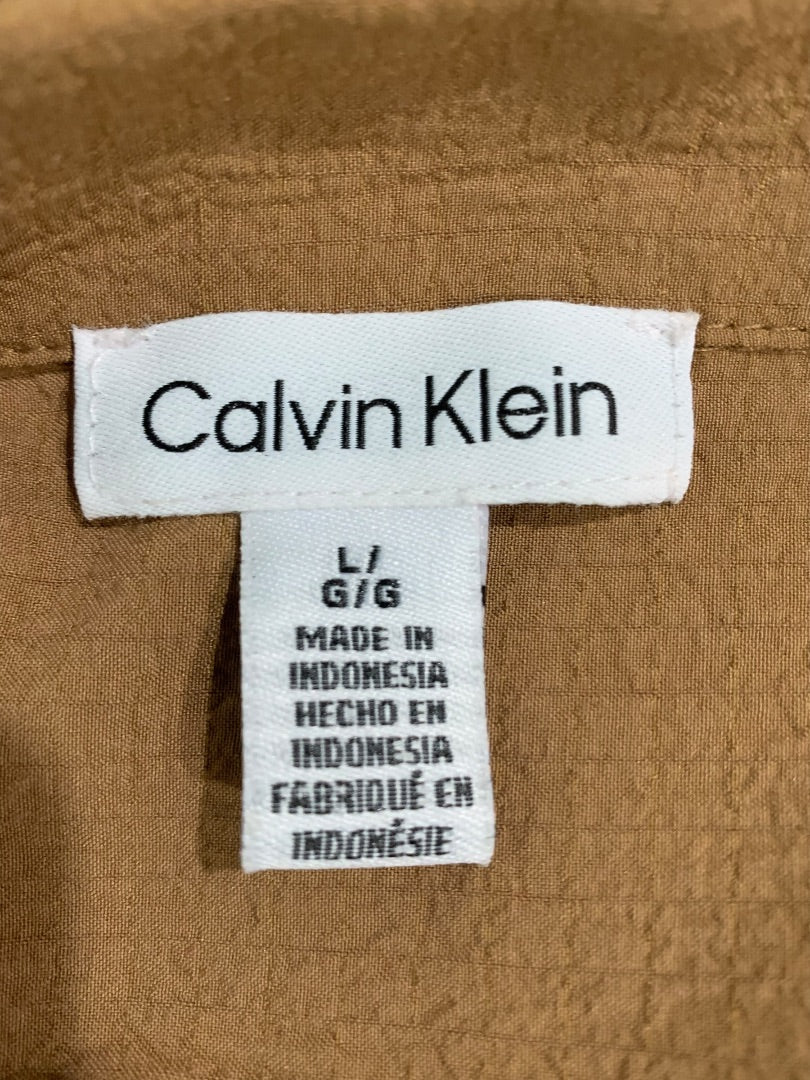 Calvin Klein
L/
G/G
MADE IN
INDONESIA
HECHO EN
INDONESIA
FABRIQUÉ EN
INDONÉSIE